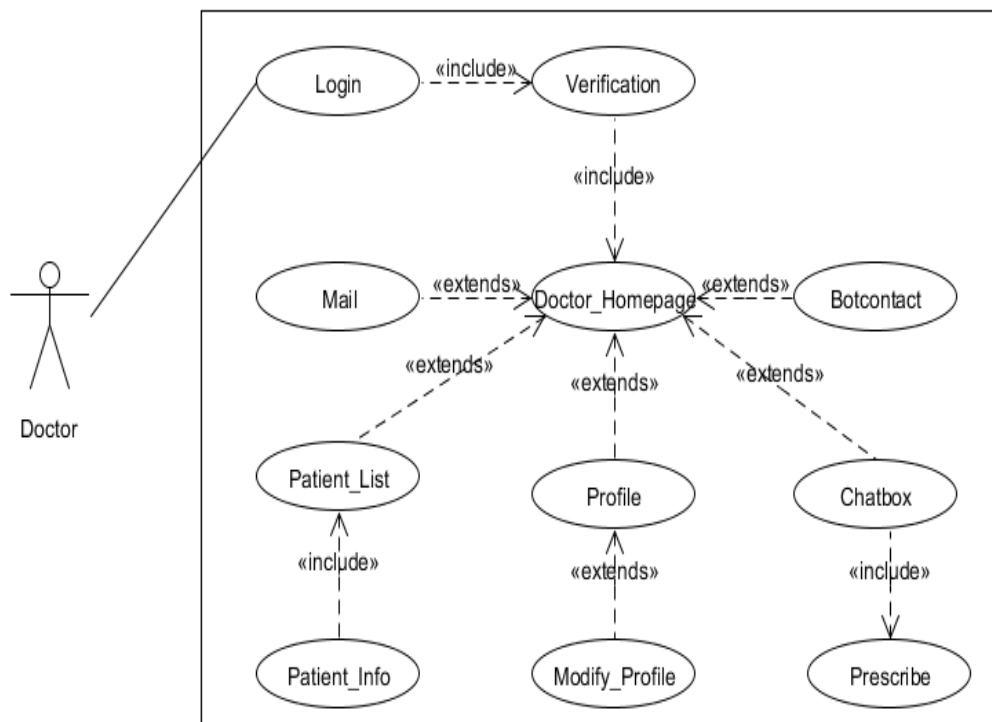 Login
«include»
Verification
«include»
Mail
«extends»
Doctor_Homepage
«extends»
Botcontact
Doctor
«extends»
«extends»
«extends»
Patient_List
Profile
Chatbox
«include»
«extends»
«include»
Patient_Info
Modify_Profile
Prescribe